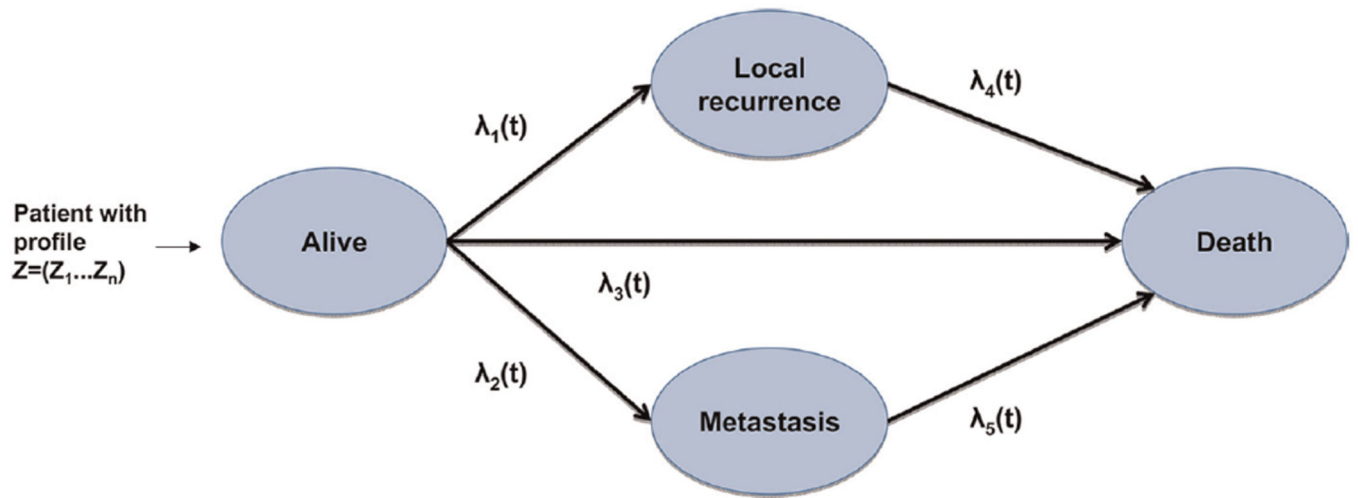 Patient with
profile
Z=(Z₁...Zₙ)
Alive
λ₁(t)
λ₂(t)
λ₃(t)
Local
recurrence
Metastasis
λ₄(t)
λ₅(t)
Death